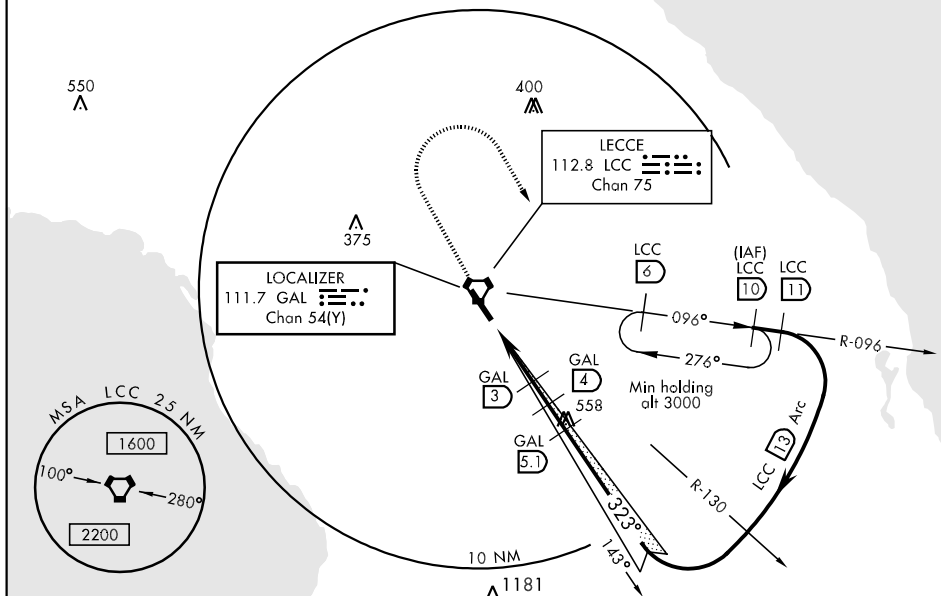 550
400
LECCE
112.8 LCC
Chan 75
375
LOCALIZER
111.7 GAL
Chan 54(Y)
LCC
6
(IAF)
LCC
10
LCC
11
096°
R-096
276°
Min holding
alt 3000
GAL
3
GAL
4
558
GAL
5.1
LCC 13 Arc
R-130
323°
143°
MSA LCC 25 NM
1600
100°
280°
2200
10 NM
1181